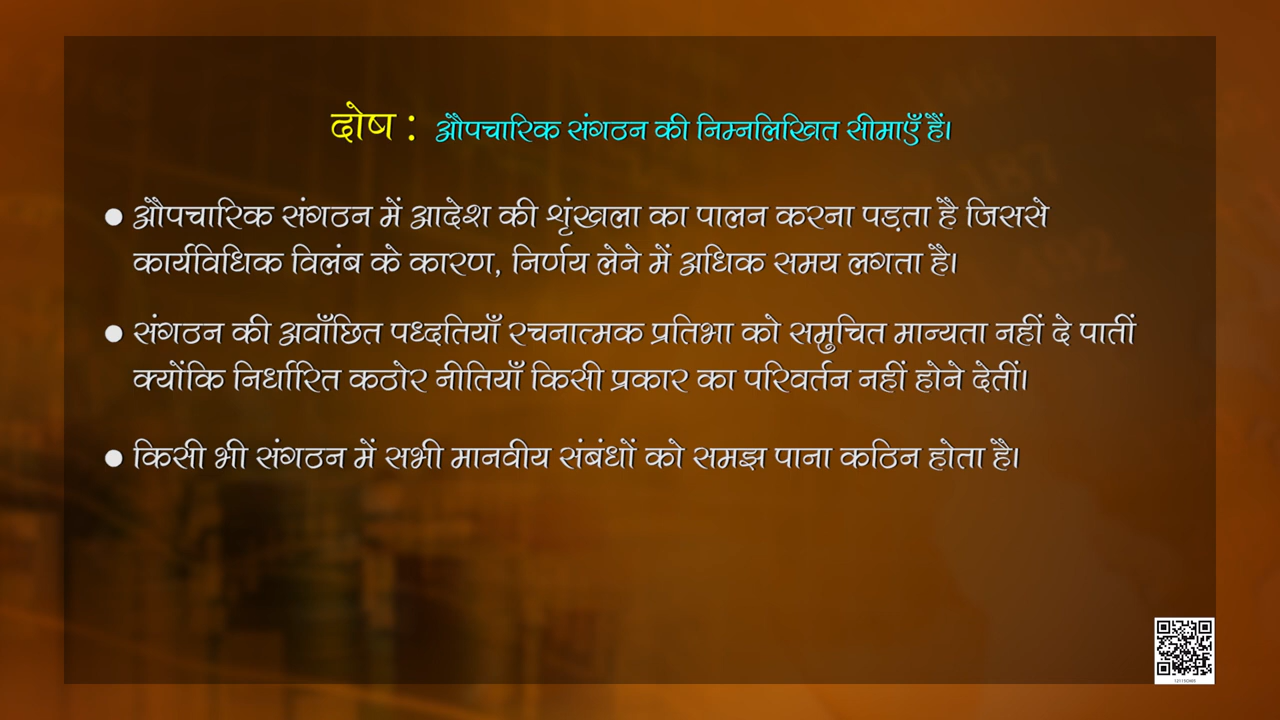 दोष : औपचारिक संगठन की निम्नलिखित सीमाएँ हैं।
● औपचारिक संगठन में आदेश की शृंखला का पालन करना पड़ता है जिससे
कार्यविधिक विलंब के कारण, निर्णय लेने में अधिक समय लगता है।
● संगठन की अवाँछित पध्दतियाँ रचनात्मक प्रतिभा को समुचित मान्यता नहीं दे पातीं
क्योंकि निर्धारित कठोर नीतियाँ किसी प्रकार का परिवर्तन नहीं होने देतीं।
● किसी भी संगठन में सभी मानवीय संबंधों को समझ पाना कठिन होता है।